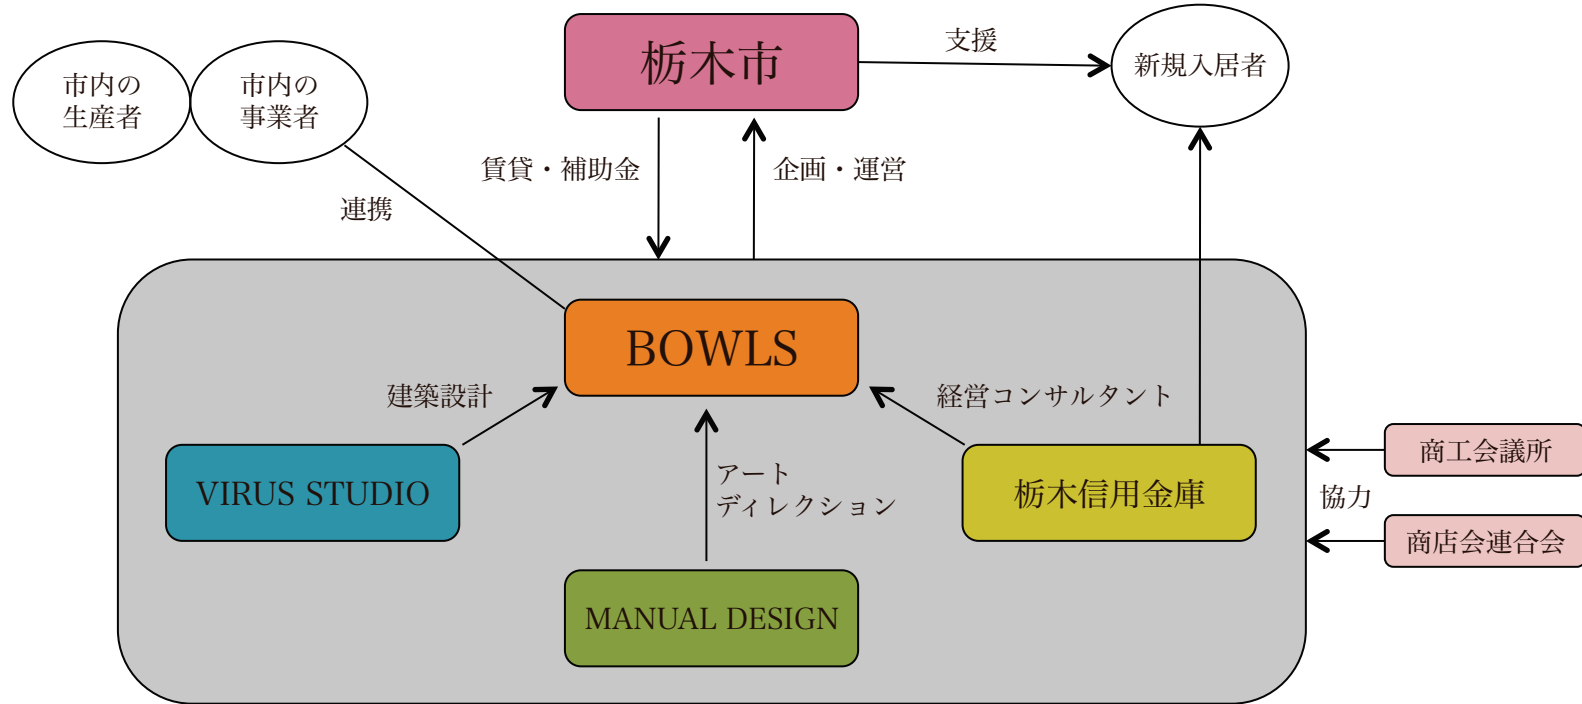 栃木市
支援
新規入居者
市内の
生産者
市内の
事業者
賃貸・補助金
企画・運営
連携
BOWLS
建築設計
経営コンサルタント
VIRUS STUDIO
アート
ディレクション
栃木信用金庫
商工会議所
協力
商店会連合会
MANUAL DESIGN